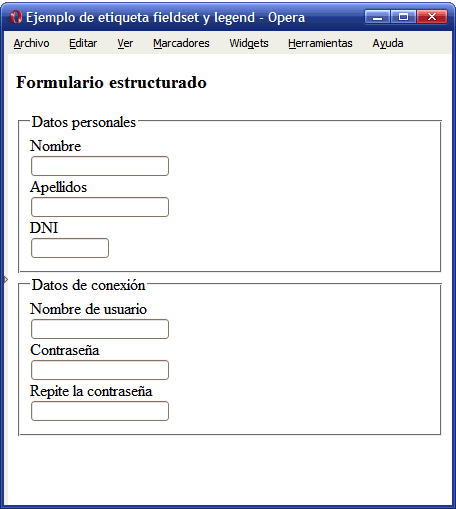 Ejemplo de etiqueta fieldset y legend - Opera
Archivo Editar Ver Marcadores Widgets Herramientas Ayuda
Formulario estructurado
Datos personales
Nombre
Apellidos
DNI
Datos de conexión
Nombre de usuario
Contraseña
Repite la contraseña